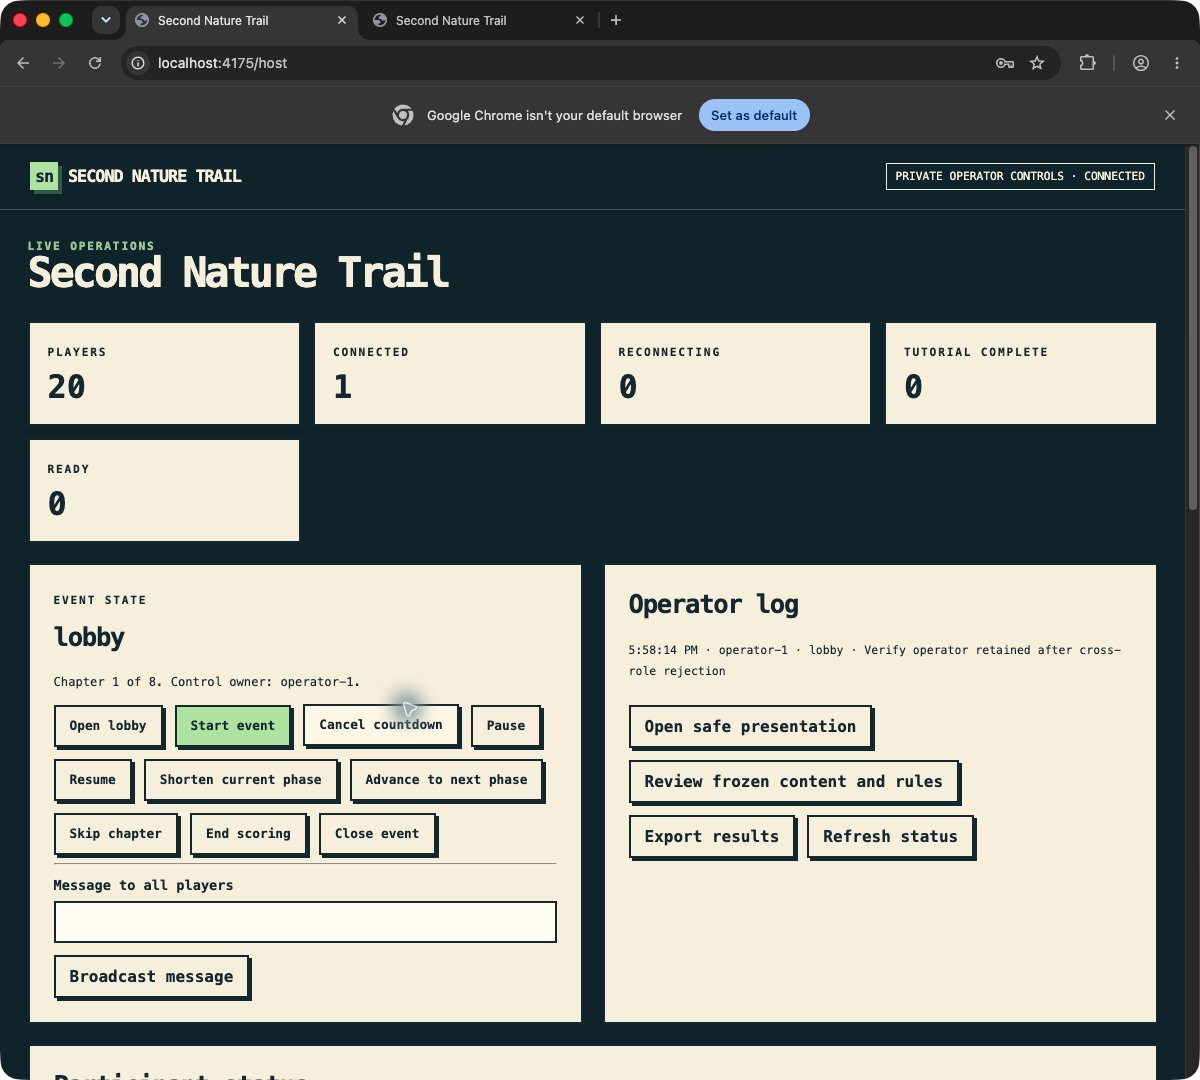 Second Nature Trail
Second Nature Trail
localhost:4175/host
Google Chrome isn't your default browser
Set as default
sn SECOND NATURE TRAIL
PRIVATE OPERATOR CONTROLS · CONNECTED
LIVE OPERATIONS
Second Nature Trail
PLAYERS
20
CONNECTED
1
RECONNECTING
0
TUTORIAL COMPLETE
0
READY
0
EVENT STATE
lobby
Chapter 1 of 8. Control owner: operator-1.
Open lobby
Start event
Cancel countdown
Pause
Resume
Shorten current phase
Advance to next phase
Skip chapter
End scoring
Close event
Message to all players
Broadcast message
Operator log
5:58:14 PM · operator-1 · lobby · Verify operator retained after cross-
role rejection
Open safe presentation
Review frozen content and rules
Export results
Refresh status
Participant status